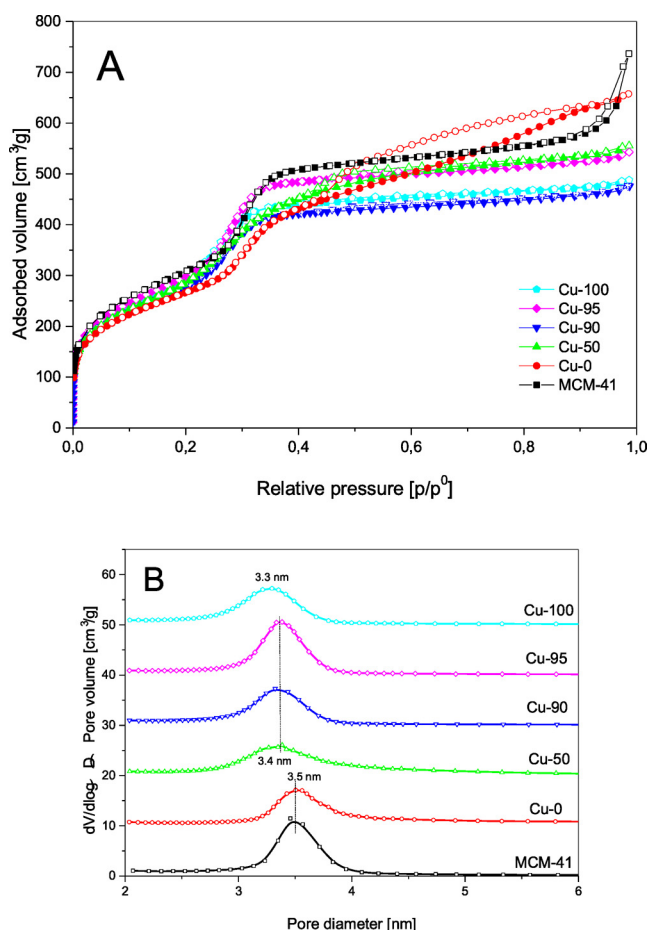 A
800
700
600
500
400
300
200
100
0
Adsorbed volume [cm³/g]
Cu-100
Cu-95
Cu-90
Cu-50
Cu-0
MCM-41
0,0 0,2 0,4 0,6 0,8 1,0
Relative pressure [p/p⁰]
B
60
50
40
30
20
10
0
dV/dlog D Pore volume [cm³/g]
3.3 nm
Cu-100
Cu-95
Cu-90
Cu-50
3.4 nm
3.5 nm
Cu-0
MCM-41
2 3 4 5 6
Pore diameter [nm]